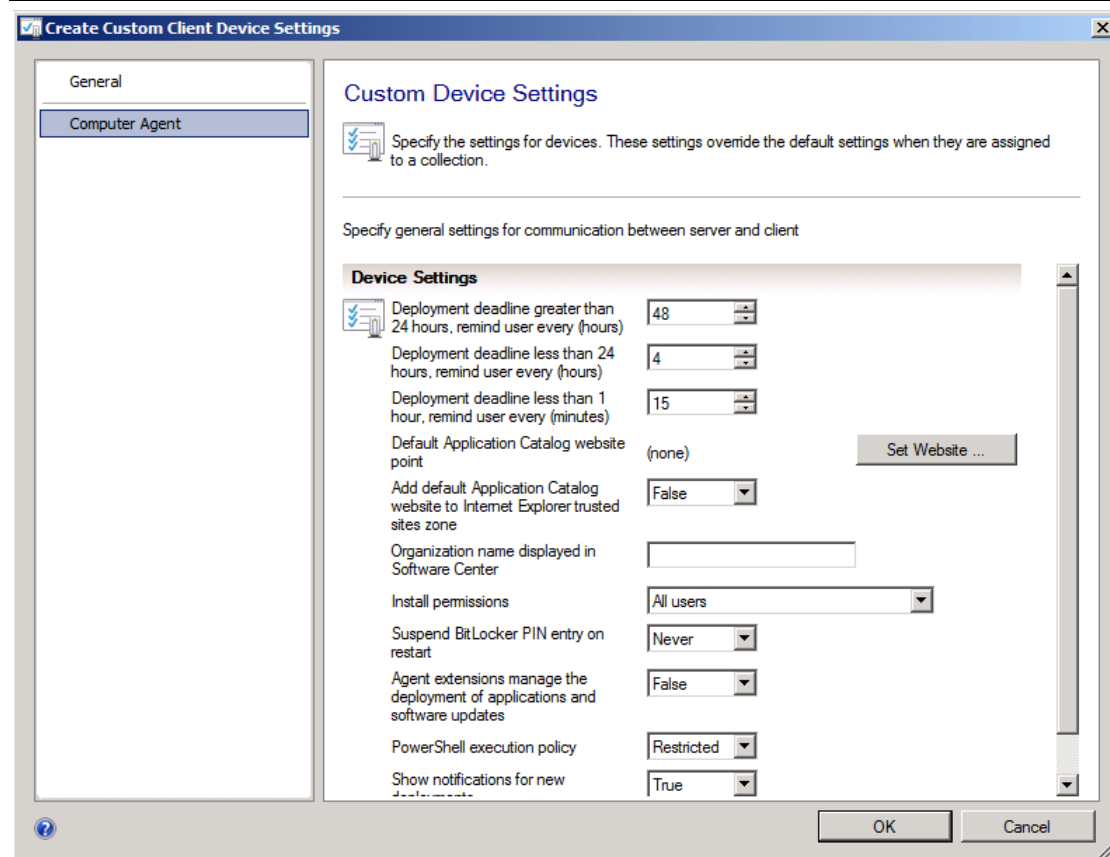 Create Custom Client Device Settings
General
Computer Agent
Custom Device Settings
Specify the settings for devices. These settings override the default settings when they are assigned
to a collection.
Specify general settings for communication between server and client
Device Settings
Deployment deadline greater than
24 hours, remind user every (hours)
48
Deployment deadline less than 24
hours, remind user every (hours)
4
Deployment deadline less than 1
hour, remind user every (minutes)
15
Default Application Catalog website
point
(none)
Set Website ...
Add default Application Catalog
website to Internet Explorer trusted
sites zone
False
Organization name displayed in
Software Center
Install permissions
All users
Suspend BitLocker PIN entry on
restart
Never
Agent extensions manage the
deployment of applications and
software updates
False
PowerShell execution policy
Restricted
Show notifications for new
deployments
True
OK
Cancel